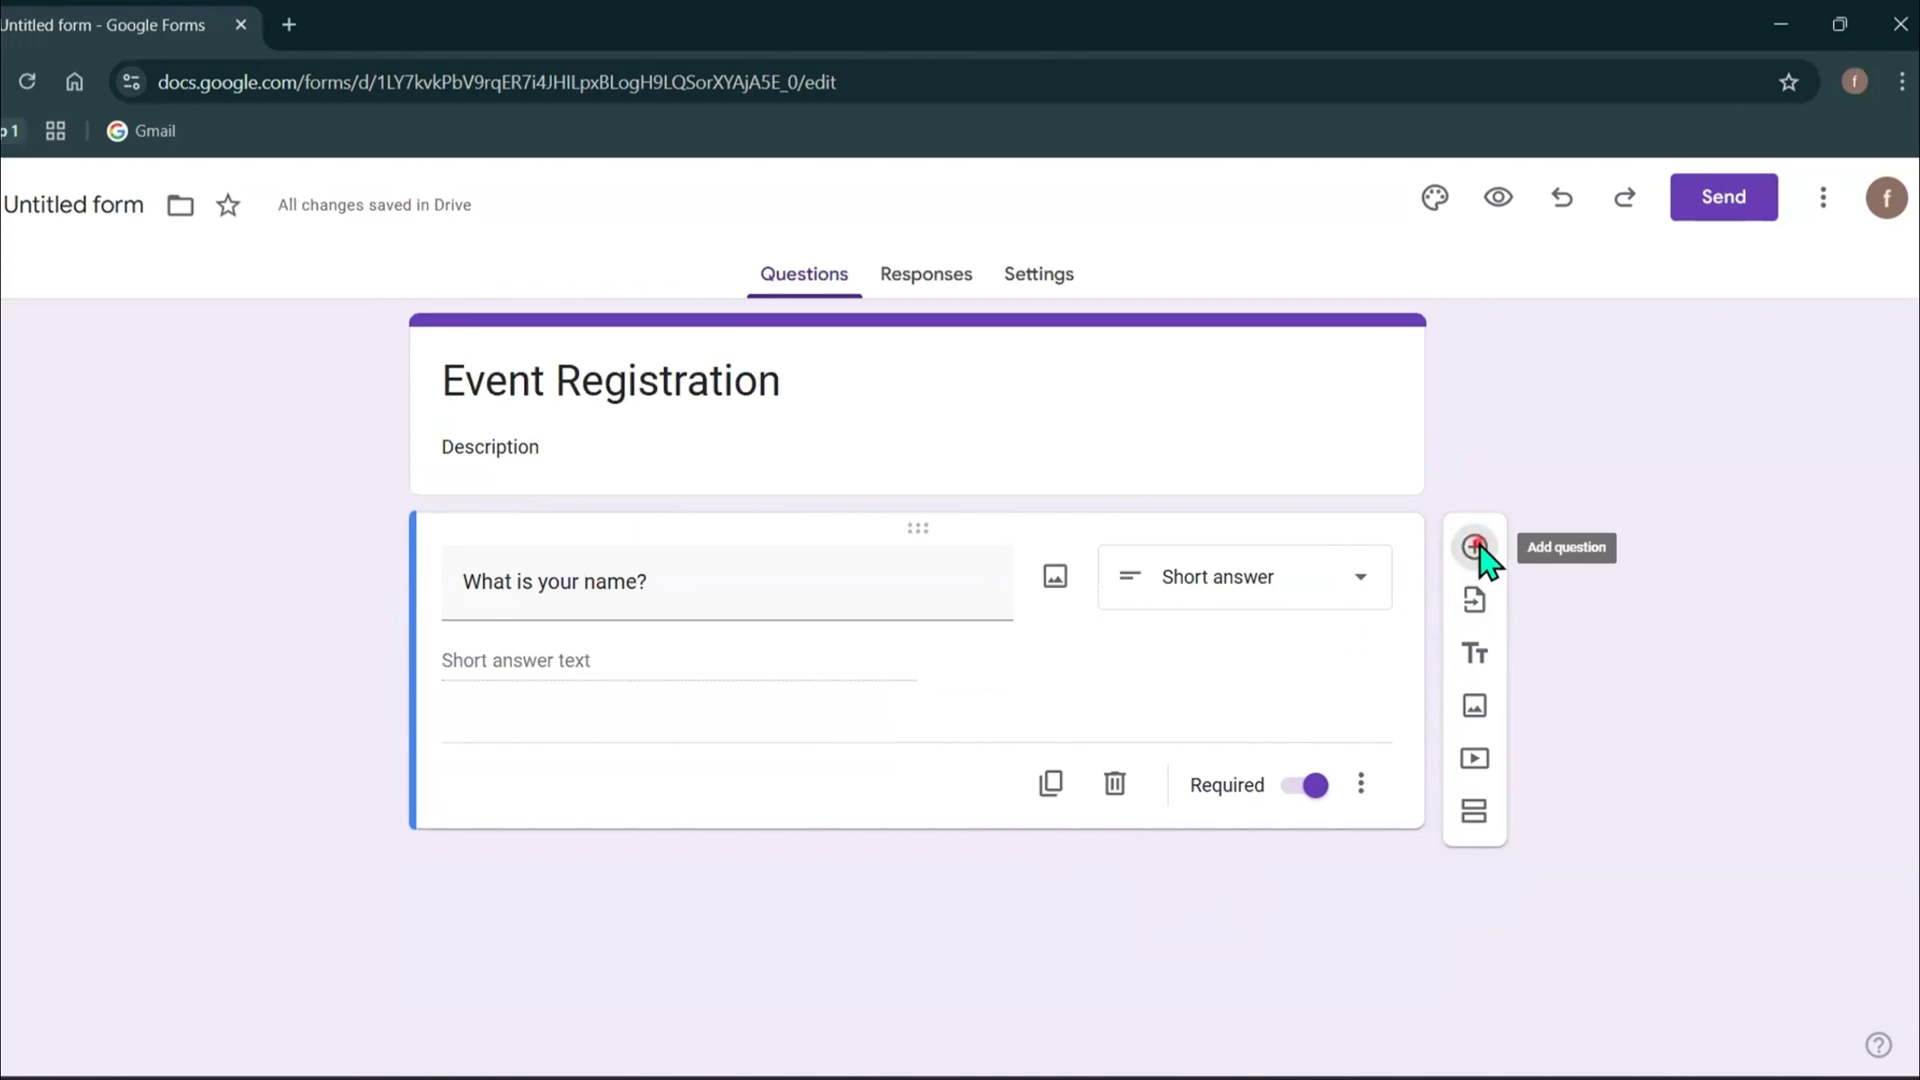 Untitled form - Google Forms
docs.google.com/forms/d/1LY7kvkPbV9rqER7i4JHILpxBLogH9LQSorXYAjA5E_0/edit
f
p 1
Gmail
Untitled form
All changes saved in Drive
Send
f
Questions
Responses
Settings
Event Registration
Description
What is your name?
Short answer
Add question
Short answer text
Required